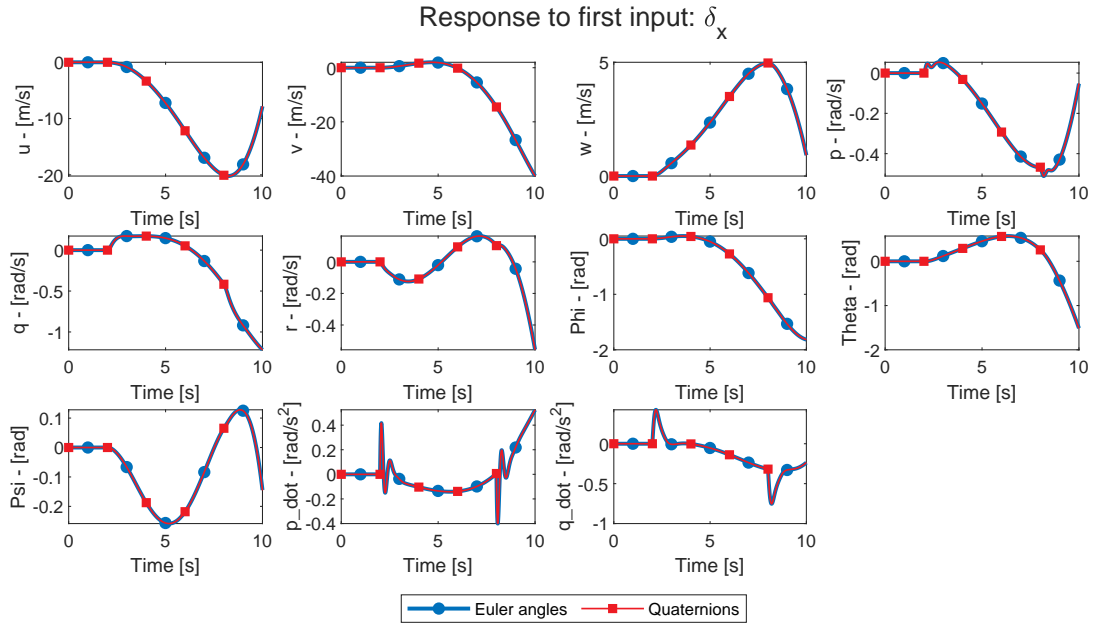 Response to first input: δx
u - [m/s]
0
-10
-20
0 5 10
Time [s]
v - [m/s]
0
-20
-40
0 5 10
Time [s]
w - [m/s]
5
0
0 5 10
Time [s]
p - [rad/s]
0
-0.2
-0.4
0 5 10
Time [s]
q - [rad/s]
0
-0.5
-1
0 5 10
Time [s]
r - [rad/s]
0
-0.2
-0.4
0 5 10
Time [s]
Phi - [rad]
0
-1
-2
0 5 10
Time [s]
Theta - [rad]
0
-1
-2
0 5 10
Time [s]
Psi - [rad]
0.1
0
-0.1
-0.2
0 5 10
Time [s]
p_dot - [rad/s²]
0.4
0.2
0
-0.2
-0.4
0 5 10
Time [s]
q_dot - [rad/s²]
0
-0.5
-1
0 5 10
Time [s]
Euler angles Quaternions